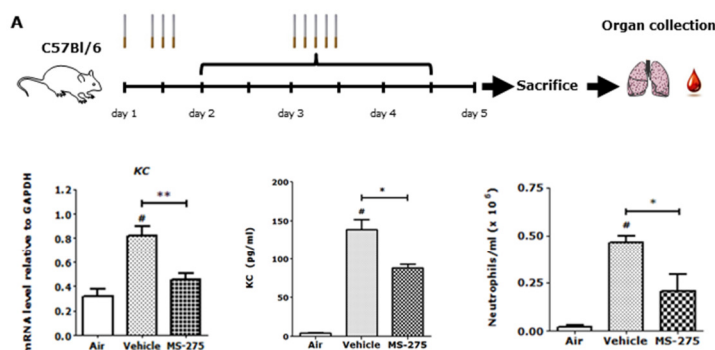 A
C57Bl/6
Organ collection
Sacrifice
day 1 day 2 day 3 day 4 day 5
KC
mRNA level relative to GAPDH
1.2
1.0
0.8
0.6
0.4
0.2
0.0
**
#
Air Vehicle MS-275
KC (pg/ml)
200
150
100
50
0
*
#
Air Vehicle MS-275
Neutrophils/ml (x 10⁶)
0.75
0.50
0.25
0.00
*
#
Air Vehicle MS-275